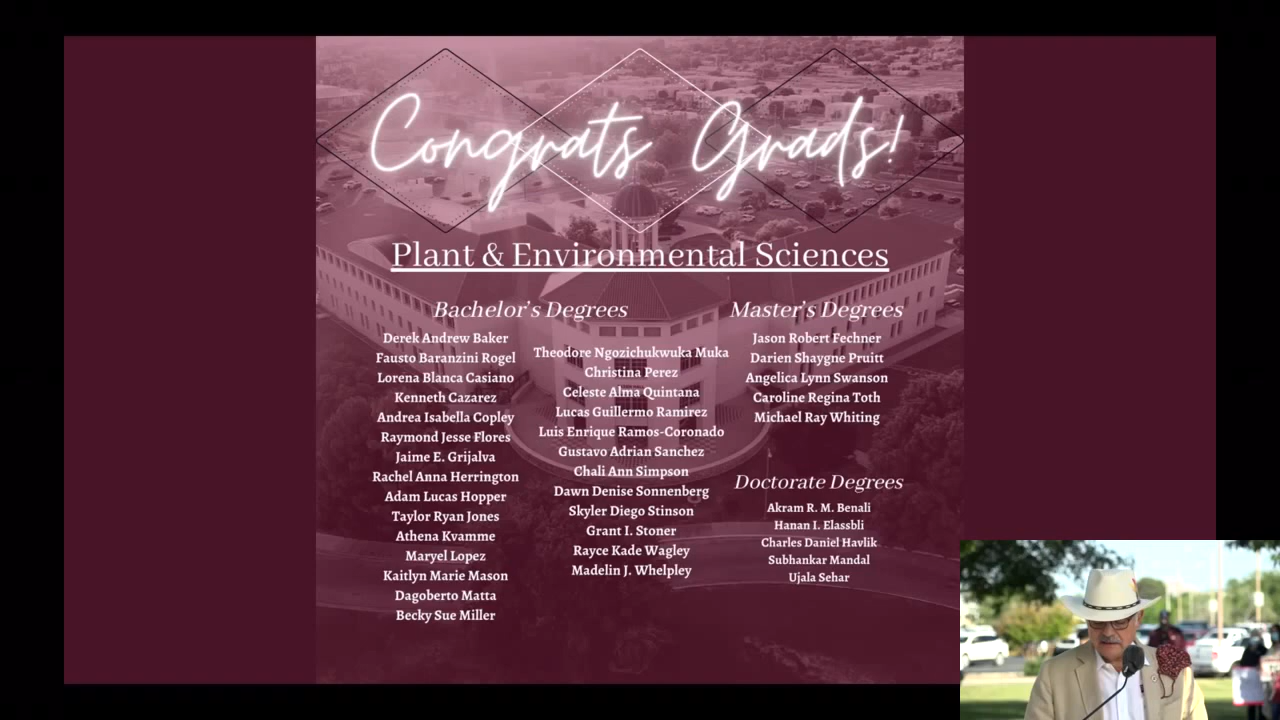 Congrats Grads!
Plant & Environmental Sciences
Bachelor's Degrees
Derek Andrew Baker
Fausto Baranzini Rogel
Lorena Blanca Casiano
Kenneth Cazarez
Andrea Isabella Copley
Raymond Jesse Flores
Jaime E. Grijalva
Rachel Anna Herrington
Adam Lucas Hopper
Taylor Ryan Jones
Athena Kvamme
Maryel Lopez
Kaitlyn Marie Mason
Dagoberto Matta
Becky Sue Miller
Theodore Ngozichukwuka Muka
Christina Perez
Celeste Alma Quintana
Lucas Guillermo Ramirez
Luis Enrique Ramos-Coronado
Gustavo Adrian Sanchez
Chali Ann Simpson
Dawn Denise Sonnenberg
Skyler Diego Stinson
Grant I. Stoner
Rayce Kade Wagley
Madelin J. Whelpley
Master's Degrees
Jason Robert Fechner
Darien Shaygne Pruitt
Angelica Lynn Swanson
Caroline Regina Toth
Michael Ray Whiting
Doctorate Degrees
Akram R. M. Benali
Hanan I. Elassbli
Charles Daniel Havlik
Subhankar Mandal
Ujala Sehar